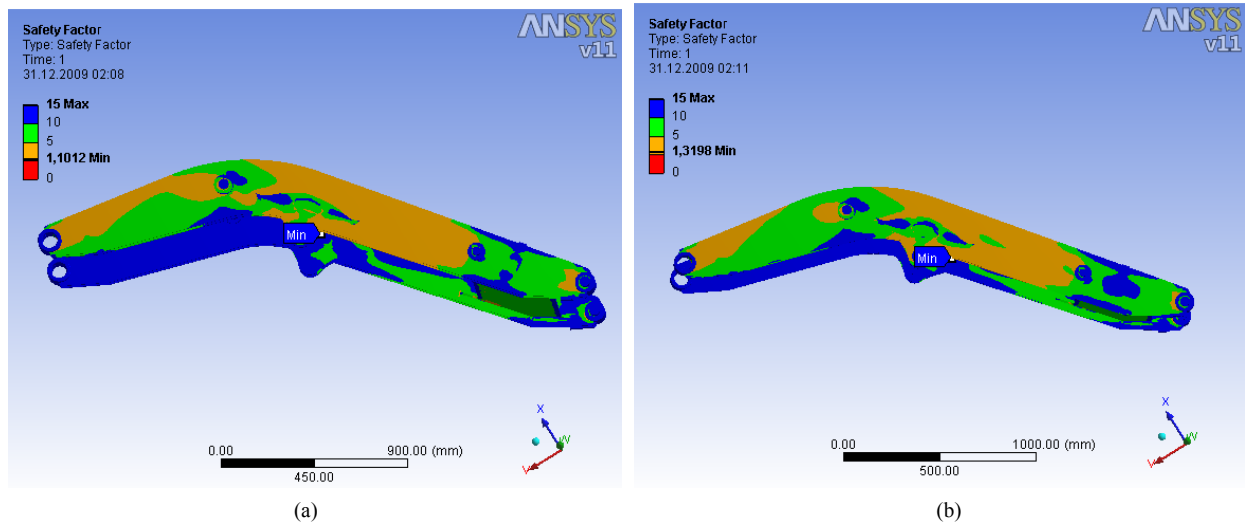 Safety Factor
Type: Safety Factor
Time: 1
31.12.2009 02:08
ANSYS
v11
15 Max
10
5
1,1012 Min
0
Min
X
Y
0.00
900.00 (mm)
450.00
(a)
Safety Factor
Type: Safety Factor
Time: 1
31.12.2009 02:11
ANSYS
v11
15 Max
10
5
1,3198 Min
0
Min
X
Y
0.00
1000.00 (mm)
500.00
(b)